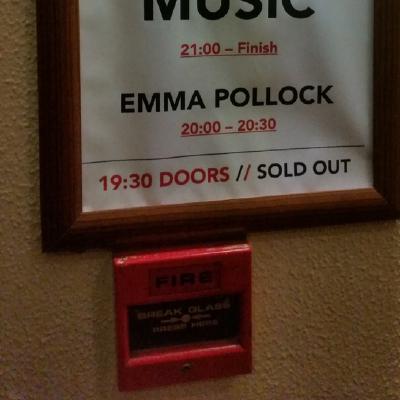 MUSIC
21:00 – Finish
EMMA POLLOCK
20:00 – 20:30
19:30 DOORS // SOLD OUT
FIRE
BREAK GLASS
PRESS HERE